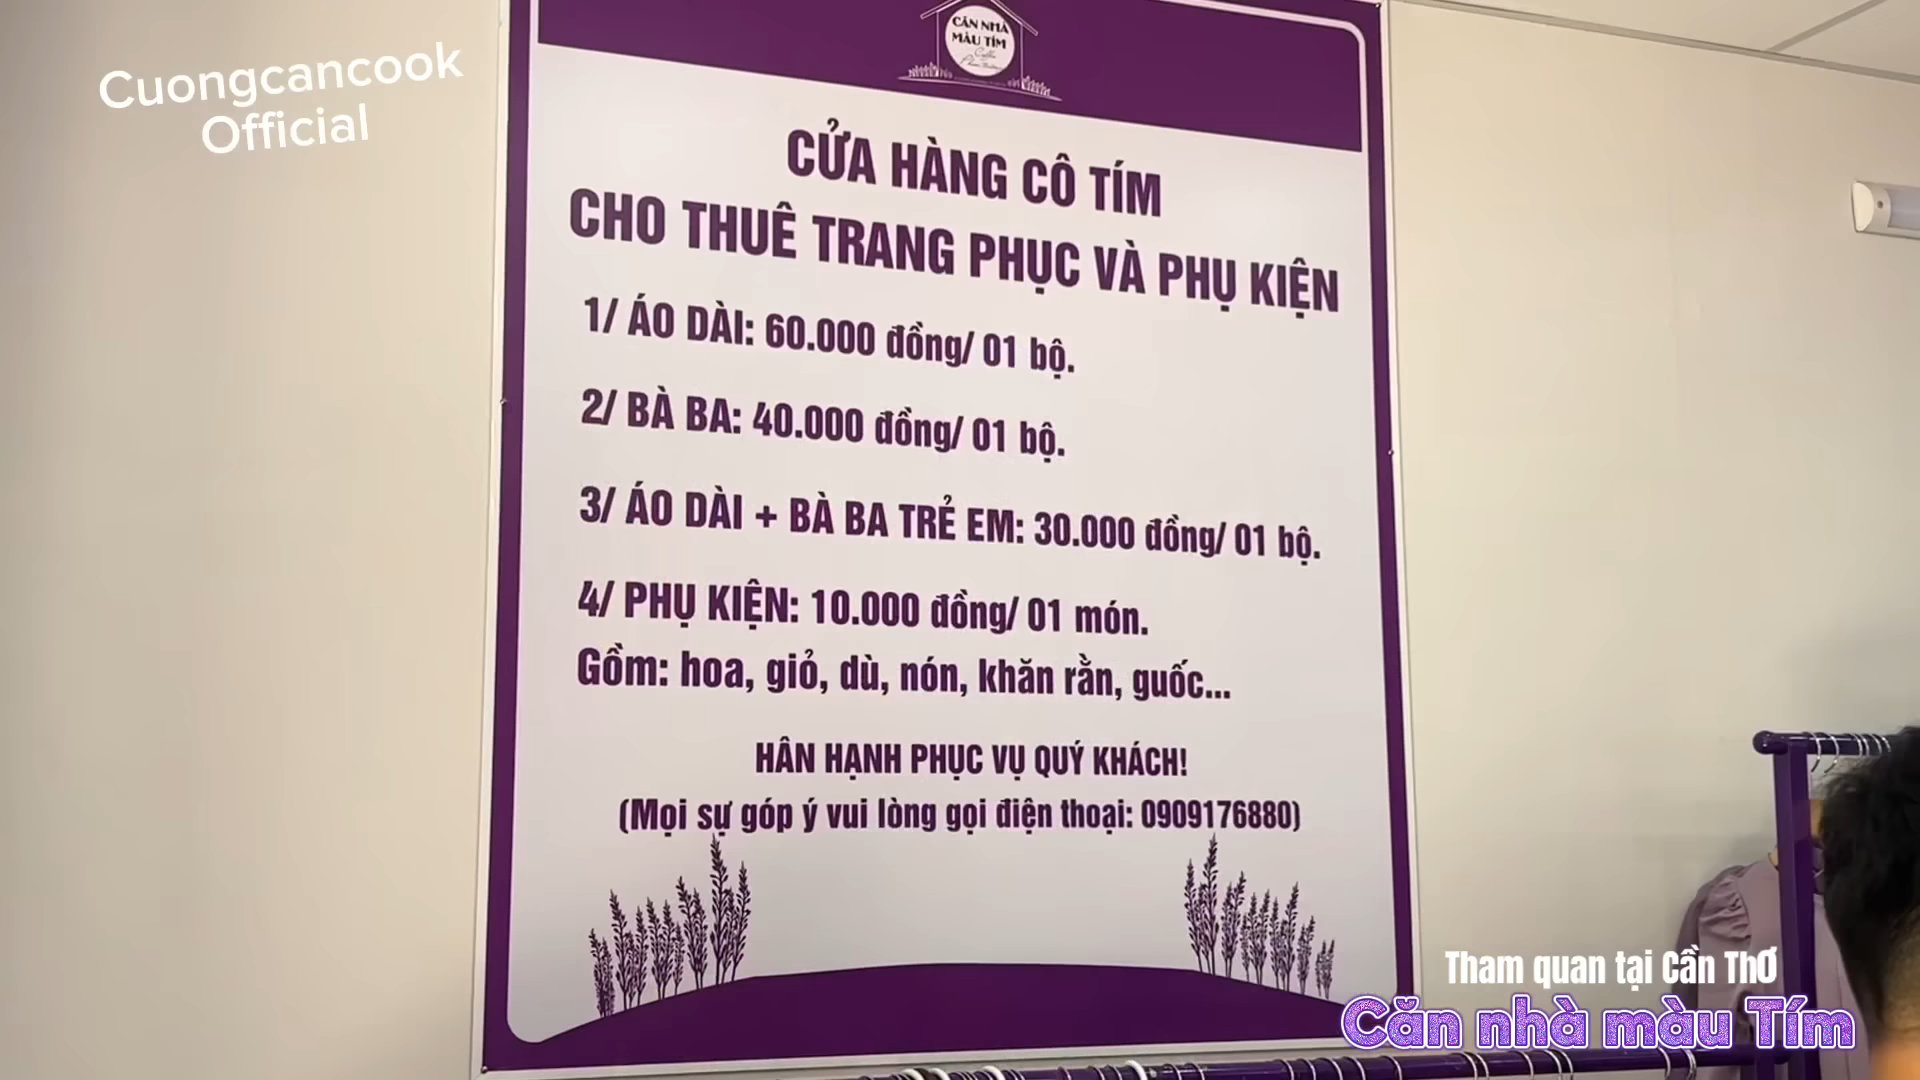 Cuongcancook
Official
CĂN NHÀ
MÀU TÍM
CỬA HÀNG CÔ TÍM
CHO THUÊ TRANG PHỤC VÀ PHỤ KIỆN
1/ ÁO DÀI: 60.000 đồng/ 01 bộ.
2/ BÀ BA: 40.000 đồng/ 01 bộ.
3/ ÁO DÀI + BÀ BA TRẺ EM: 30.000 đồng/ 01 bộ.
4/ PHỤ KIỆN: 10.000 đồng/ 01 món.
Gồm: hoa, giỏ, dù, nón, khăn rằn, guốc...
HÂN HẠNH PHỤC VỤ QUÝ KHÁCH!
(Mọi sự góp ý vui lòng gọi điện thoại: 0909176880)
Tham quan tại Cần Thơ
Căn nhà màu Tím